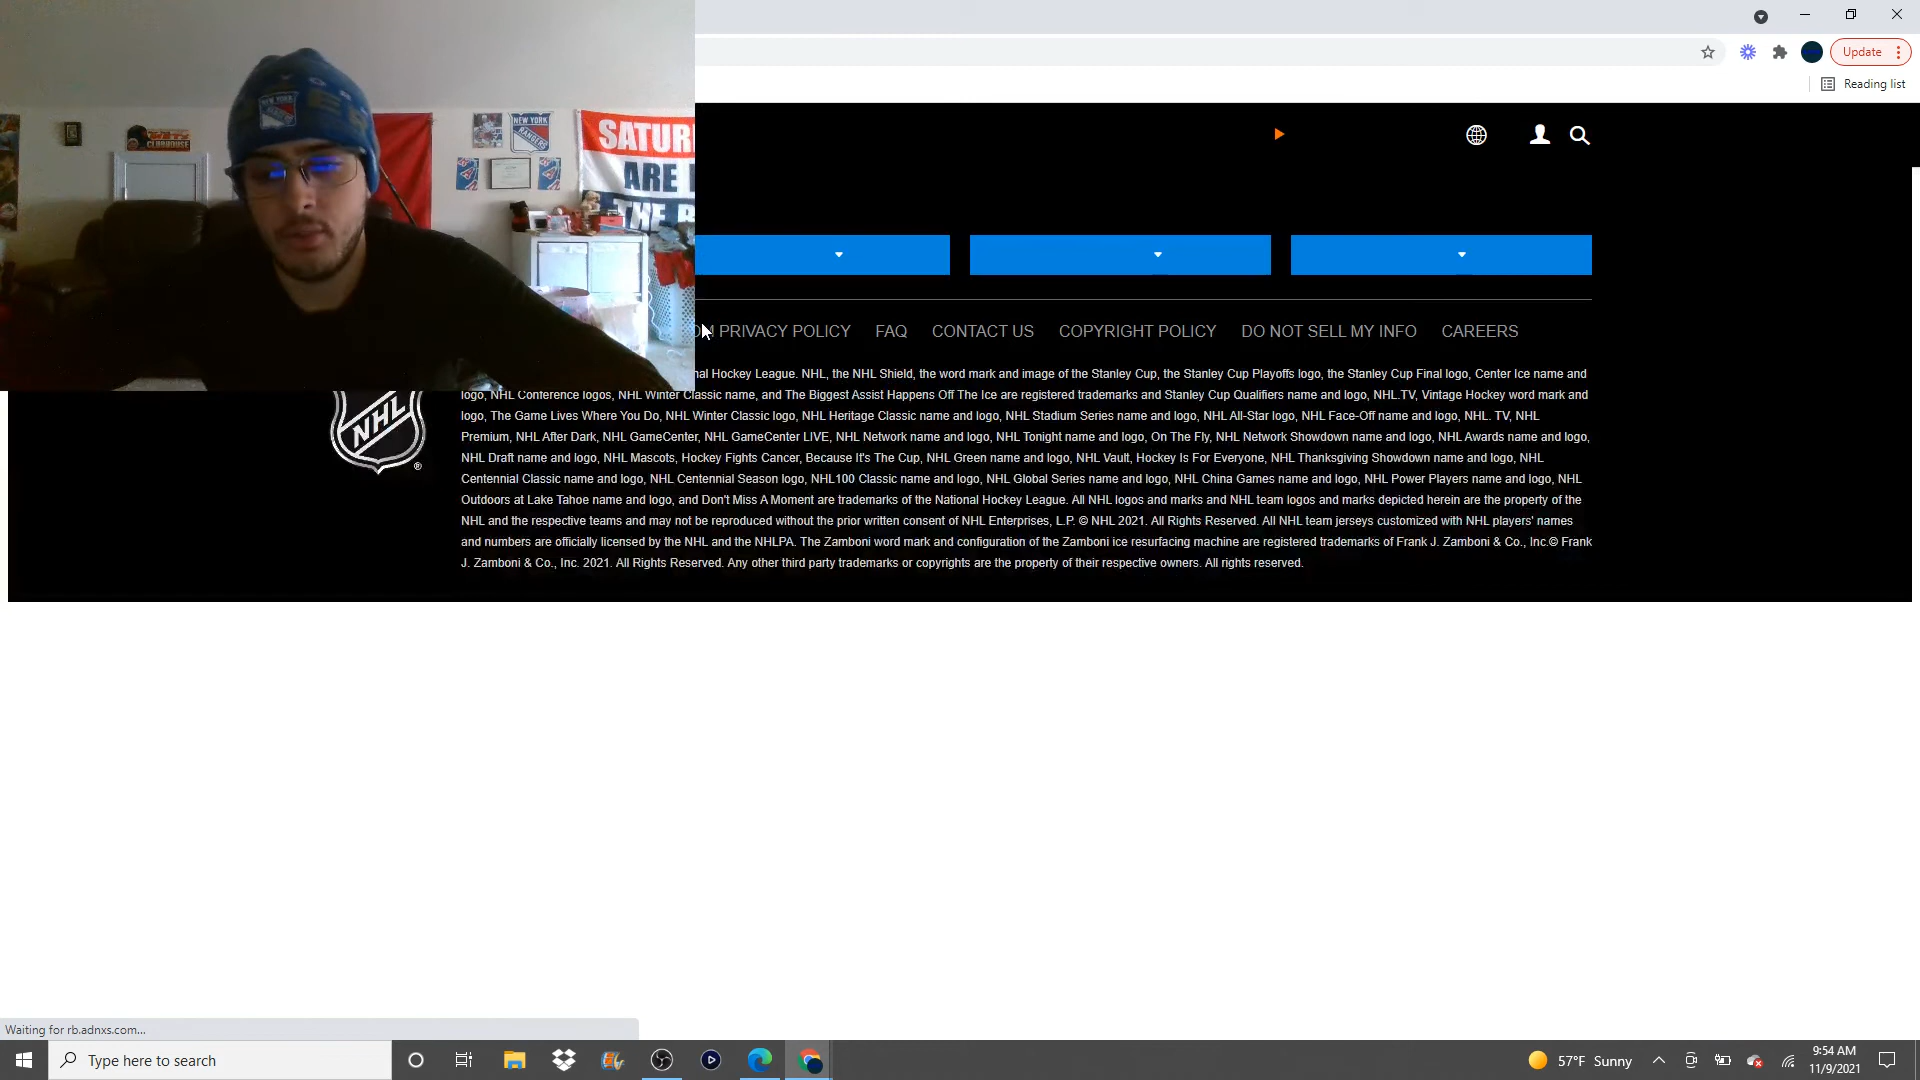 Update
Reading list
NEW YORK
NEW YORK
RANGERS
CLUBHOUSE
SATUR
ARE
THE
PRIVACY POLICY FAQ CONTACT US COPYRIGHT POLICY DO NOT SELL MY INFO CAREERS
nal Hockey League. NHL, the NHL Shield, the word mark and image of the Stanley Cup, the Stanley Cup Playoffs logo, the Stanley Cup Final logo, Center Ice name and
logo, NHL Conference logos, NHL Winter Classic name, and The Biggest Assist Happens Off The Ice are registered trademarks and Stanley Cup Qualifiers name and logo, NHL.TV, Vintage Hockey word mark and
logo, The Game Lives Where You Do, NHL Winter Classic logo, NHL Heritage Classic name and logo, NHL Stadium Series name and logo, NHL All-Star logo, NHL Face-Off name and logo, NHL. TV, NHL
Premium, NHL After Dark, NHL GameCenter, NHL GameCenter LIVE, NHL Network name and logo, NHL Tonight name and logo, On The Fly, NHL Network Showdown name and logo, NHL Awards name and logo,
NHL Draft name and logo, NHL Mascots, Hockey Fights Cancer, Because It's The Cup, NHL Green name and logo, NHL Vault, Hockey Is For Everyone, NHL Thanksgiving Showdown name and logo, NHL
Centennial Classic name and logo, NHL Centennial Season logo, NHL100 Classic name and logo, NHL Global Series name and logo, NHL China Games name and logo, NHL Power Players name and logo, NHL
Outdoors at Lake Tahoe name and logo, and Don't Miss A Moment are trademarks of the National Hockey League. All NHL logos and marks and NHL team logos and marks depicted herein are the property of the
NHL and the respective teams and may not be reproduced without the prior written consent of NHL Enterprises, L.P. © NHL 2021. All Rights Reserved. All NHL team jerseys customized with NHL players' names
and numbers are officially licensed by the NHL and the NHLPA. The Zamboni word mark and configuration of the Zamboni ice resurfacing machine are registered trademarks of Frank J. Zamboni & Co., Inc.© Frank
J. Zamboni & Co., Inc. 2021. All Rights Reserved. Any other third party trademarks or copyrights are the property of their respective owners. All rights reserved.
NHL ®
Waiting for rb.adnxs.com...
Type here to search
57°F Sunny
9:54 AM
11/9/2021